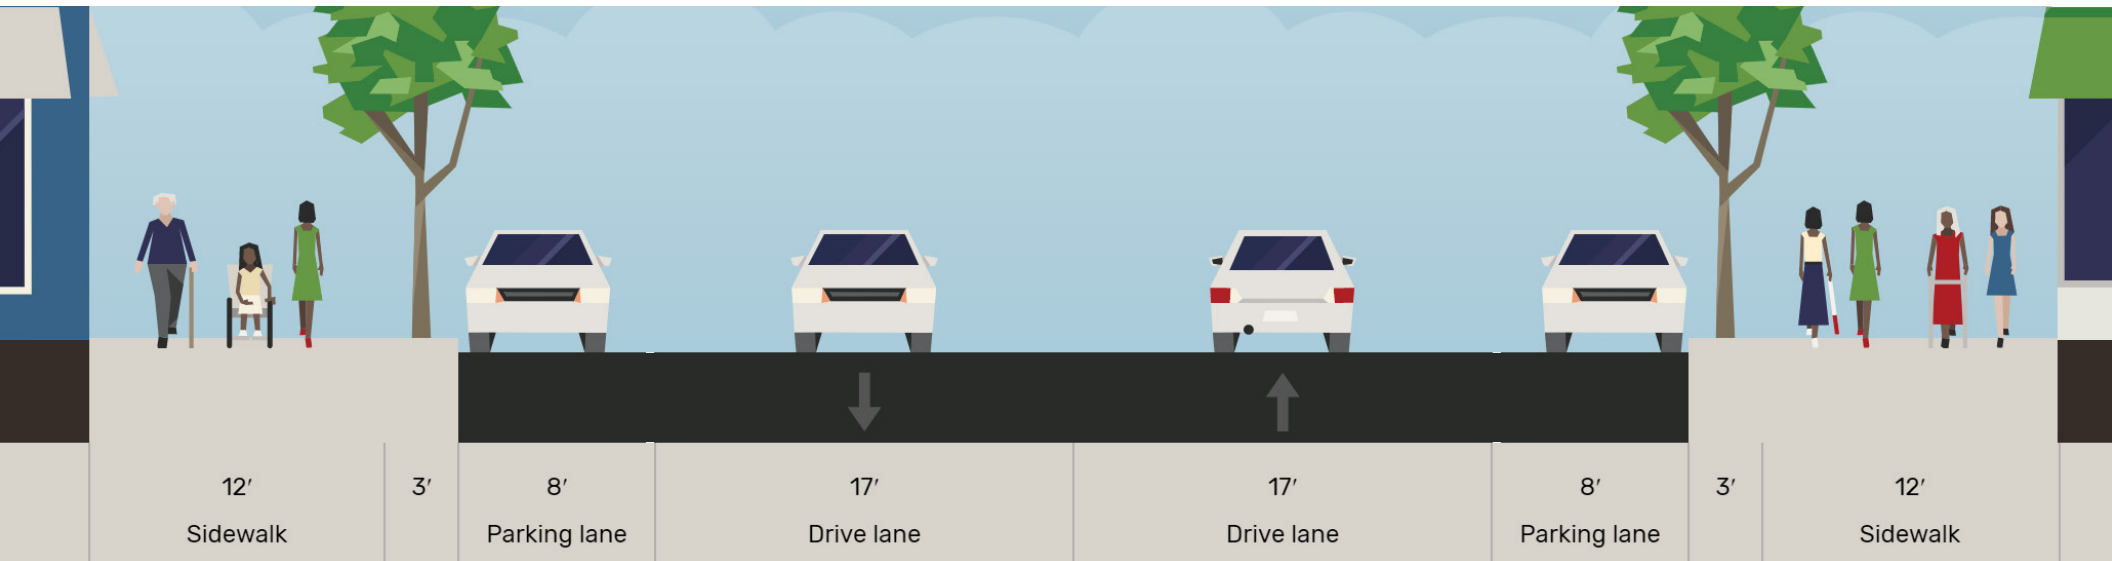 12′ 3′ 8′ 17′ 17′ 8′ 3′ 12′
Sidewalk Parking lane Drive lane Drive lane Parking lane Sidewalk